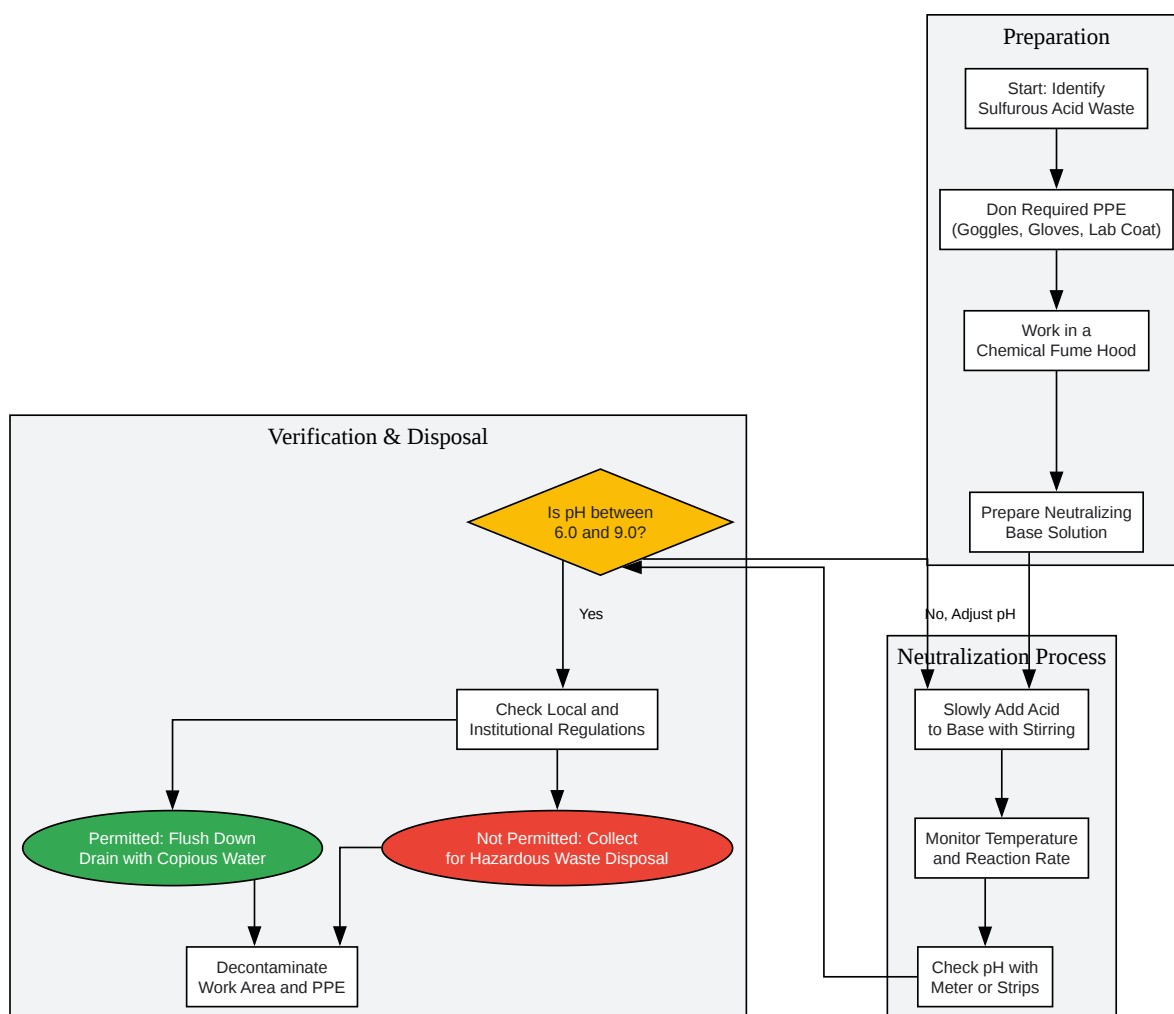 Preparation
Start: Identify
Sulfurous Acid Waste
Don Required PPE
(Goggles, Gloves, Lab Coat)
Work in a
Chemical Fume Hood
Prepare Neutralizing
Base Solution
Verification & Disposal
Is pH between
6.0 and 9.0?
Yes
No, Adjust pH
Neutralization Process
Slowly Add Acid
to Base with Stirring
Monitor Temperature
and Reaction Rate
Check pH with
Meter or Strips
Check Local and
Institutional Regulations
Permitted: Flush Down
Drain with Copious Water
Not Permitted: Collect
for Hazardous Waste Disposal
Decontaminate
Work Area and PPE